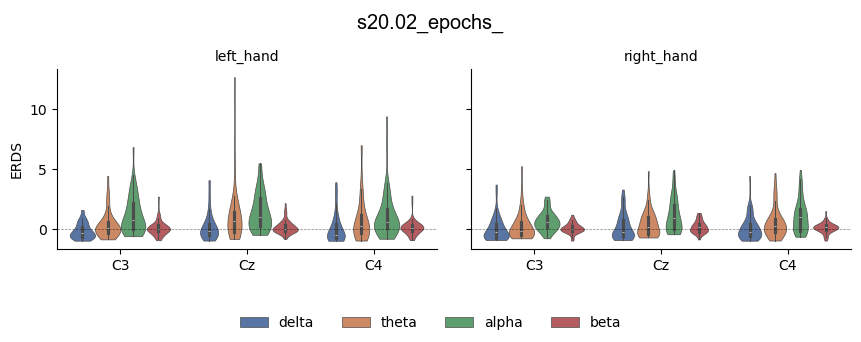 s20.02_epochs_
left_hand
right_hand
ERDS
10
5
0
C3
Cz
C4
C3
Cz
C4
delta
theta
alpha
beta